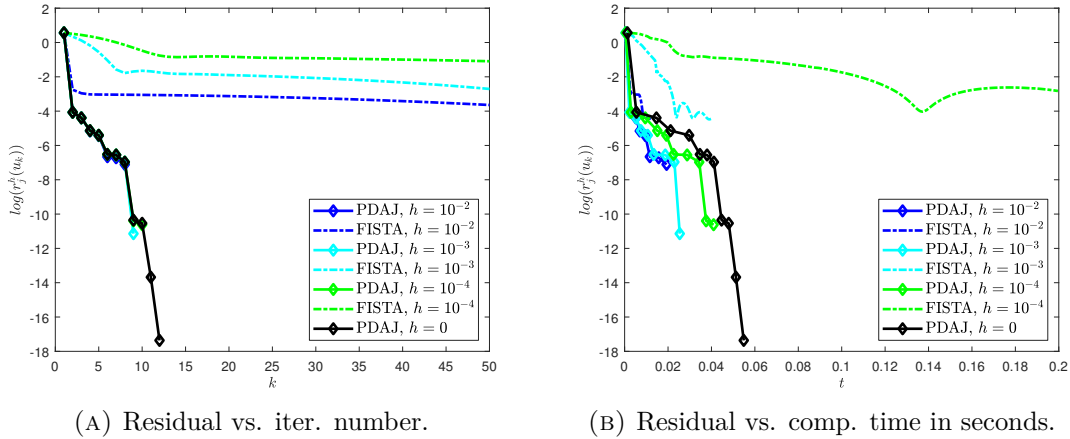 2
0
-2
-4
-6
-8
-10
-12
-14
-16
-18
log(r_j^h(u_k))
PDAJ, h = 10^{-2}
FISTA, h = 10^{-2}
PDAJ, h = 10^{-3}
FISTA, h = 10^{-3}
PDAJ, h = 10^{-4}
FISTA, h = 10^{-4}
PDAJ, h = 0
0 5 10 15 20 25 30 35 40 45 50
k
(A) Residual vs. iter. number.
2
0
-2
-4
-6
-8
-10
-12
-14
-16
-18
log(r_j^h(u_k))
PDAJ, h = 10^{-2}
FISTA, h = 10^{-2}
PDAJ, h = 10^{-3}
FISTA, h = 10^{-3}
PDAJ, h = 10^{-4}
FISTA, h = 10^{-4}
PDAJ, h = 0
0 0.02 0.04 0.06 0.08 0.1 0.12 0.14 0.16 0.18 0.2
t
(B) Residual vs. comp. time in seconds.